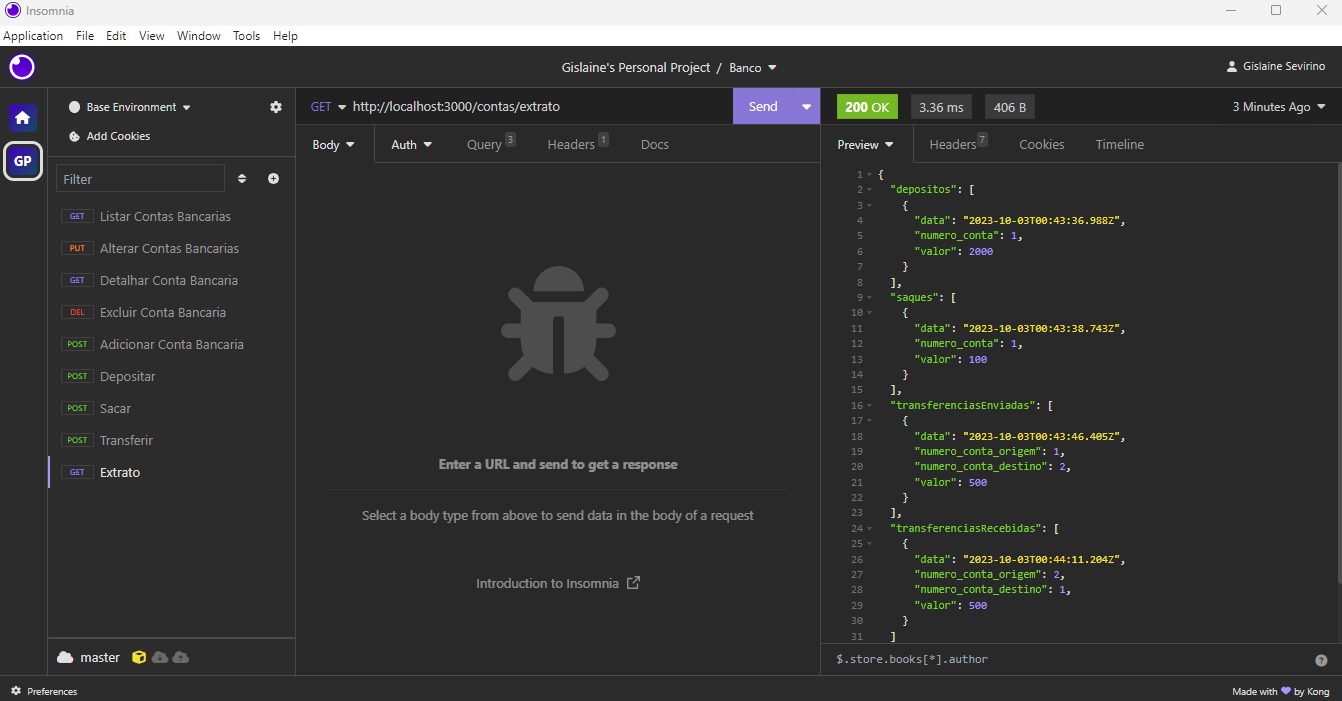 Insomnia
Application File Edit View Window Tools Help
Gislaine's Personal Project / Banco
Gislaine Sevirino
GP
Base Environment
Add Cookies
Filter
GET Listar Contas Bancarias
PUT Alterar Contas Bancarias
GET Detalhar Conta Bancaria
DEL Excluir Conta Bancaria
POST Adicionar Conta Bancaria
POST Depositar
POST Sacar
POST Transferir
GET Extrato
master
Preferences
GET http://localhost:3000/contas/extrato Send
Body Auth Query 3 Headers 1 Docs
Enter a URL and send to get a response
Select a body type from above to send data in the body of a request
Introduction to Insomnia
200 OK 3.36 ms 406 B 3 Minutes Ago
Preview Headers 7 Cookies Timeline
1 {
2 "depositos": [
3 {
4 "data": "2023-10-03T00:43:36.988Z",
5 "numero_conta": 1,
6 "valor": 2000
7 }
8 ],
9 "saques": [
10 {
11 "data": "2023-10-03T00:43:38.743Z",
12 "numero_conta": 1,
13 "valor": 100
14 }
15 ],
16 "transferenciasEnviadas": [
17 {
18 "data": "2023-10-03T00:43:46.405Z",
19 "numero_conta_origem": 1,
20 "numero_conta_destino": 2,
21 "valor": 500
22 }
23 ],
24 "transferenciasRecebidas": [
25 {
26 "data": "2023-10-03T00:44:11.204Z",
27 "numero_conta_origem": 2,
28 "numero_conta_destino": 1,
29 "valor": 500
30 }
31 ]
$.store.books[*].author
Made with 💜 by Kong